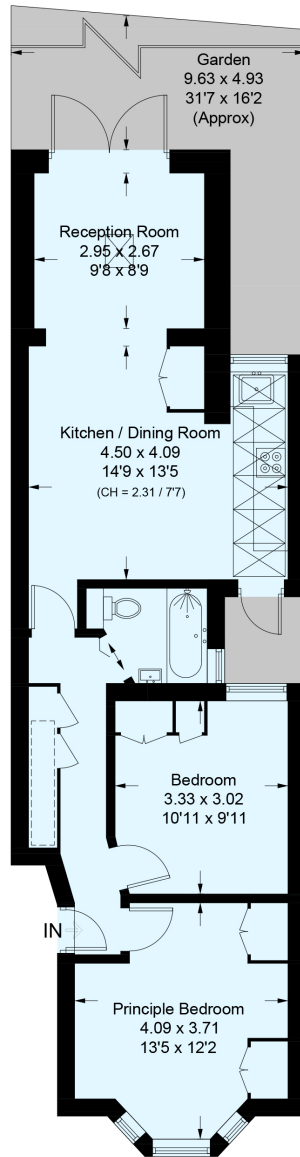 Garden
9.63 x 4.93
31'7 x 16'2
(Approx)
Reception Room
2.95 x 2.67
9'8 x 8'9
Kitchen / Dining Room
4.50 x 4.09
14'9 x 13'5
(CH = 2.31 / 7'7)
Bedroom
3.33 x 3.02
10'11 x 9'11
IN
Principle Bedroom
4.09 x 3.71
13'5 x 12'2